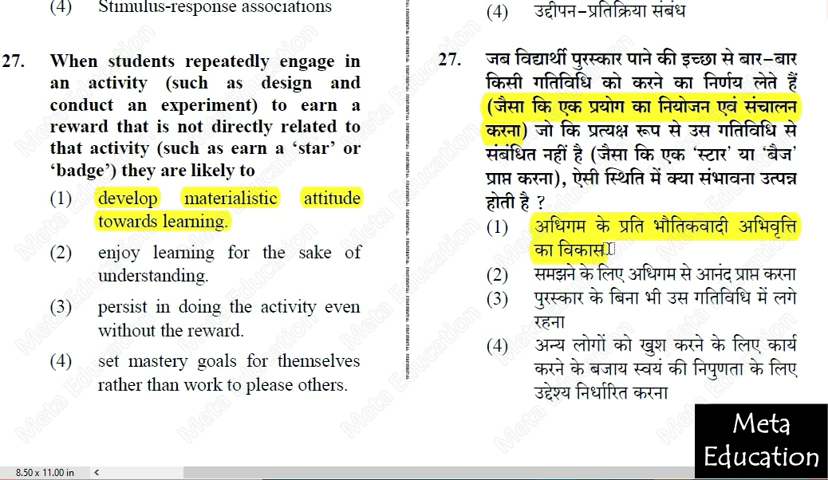 (4) Stimulus-response associations
27. When students repeatedly engage in
an activity (such as design and
conduct an experiment) to earn a
reward that is not directly related to
that activity (such as earn a ‘star’ or
‘badge’) they are likely to
(1) develop materialistic attitude
towards learning.
(2) enjoy learning for the sake of
understanding.
(3) persist in doing the activity even
without the reward.
(4) set mastery goals for themselves
rather than work to please others.
(4) उद्दीपन–प्रतिक्रिया संबंध
27. जब विद्यार्थी पुरस्कार पाने की इच्छा से बार–बार
किसी गतिविधि को करने का निर्णय लेते हैं
(जैसा कि एक प्रयोग का नियोजन एवं संचालन
करना) जो कि प्रत्यक्ष रूप से उस गतिविधि से
संबंधित नहीं है (जैसा कि एक ‘स्टार’ या ‘बैज’
प्राप्त करना), ऐसी स्थिति में क्या संभावना उत्पन्न
होती है ?
(1) अधिगम के प्रति भौतिकवादी अभिवृत्ति
का विकास
(2) समझने के लिए अधिगम से आनंद प्राप्त करना
(3) पुरस्कार के बिना भी उस गतिविधि में लगे
रहना
(4) अन्य लोगों को खुश करने के लिए कार्य
करने के बजाय स्वयं की निपुणता के लिए
उद्देश्य निर्धारित करना
Meta
Education
8.50 x 11.00 in